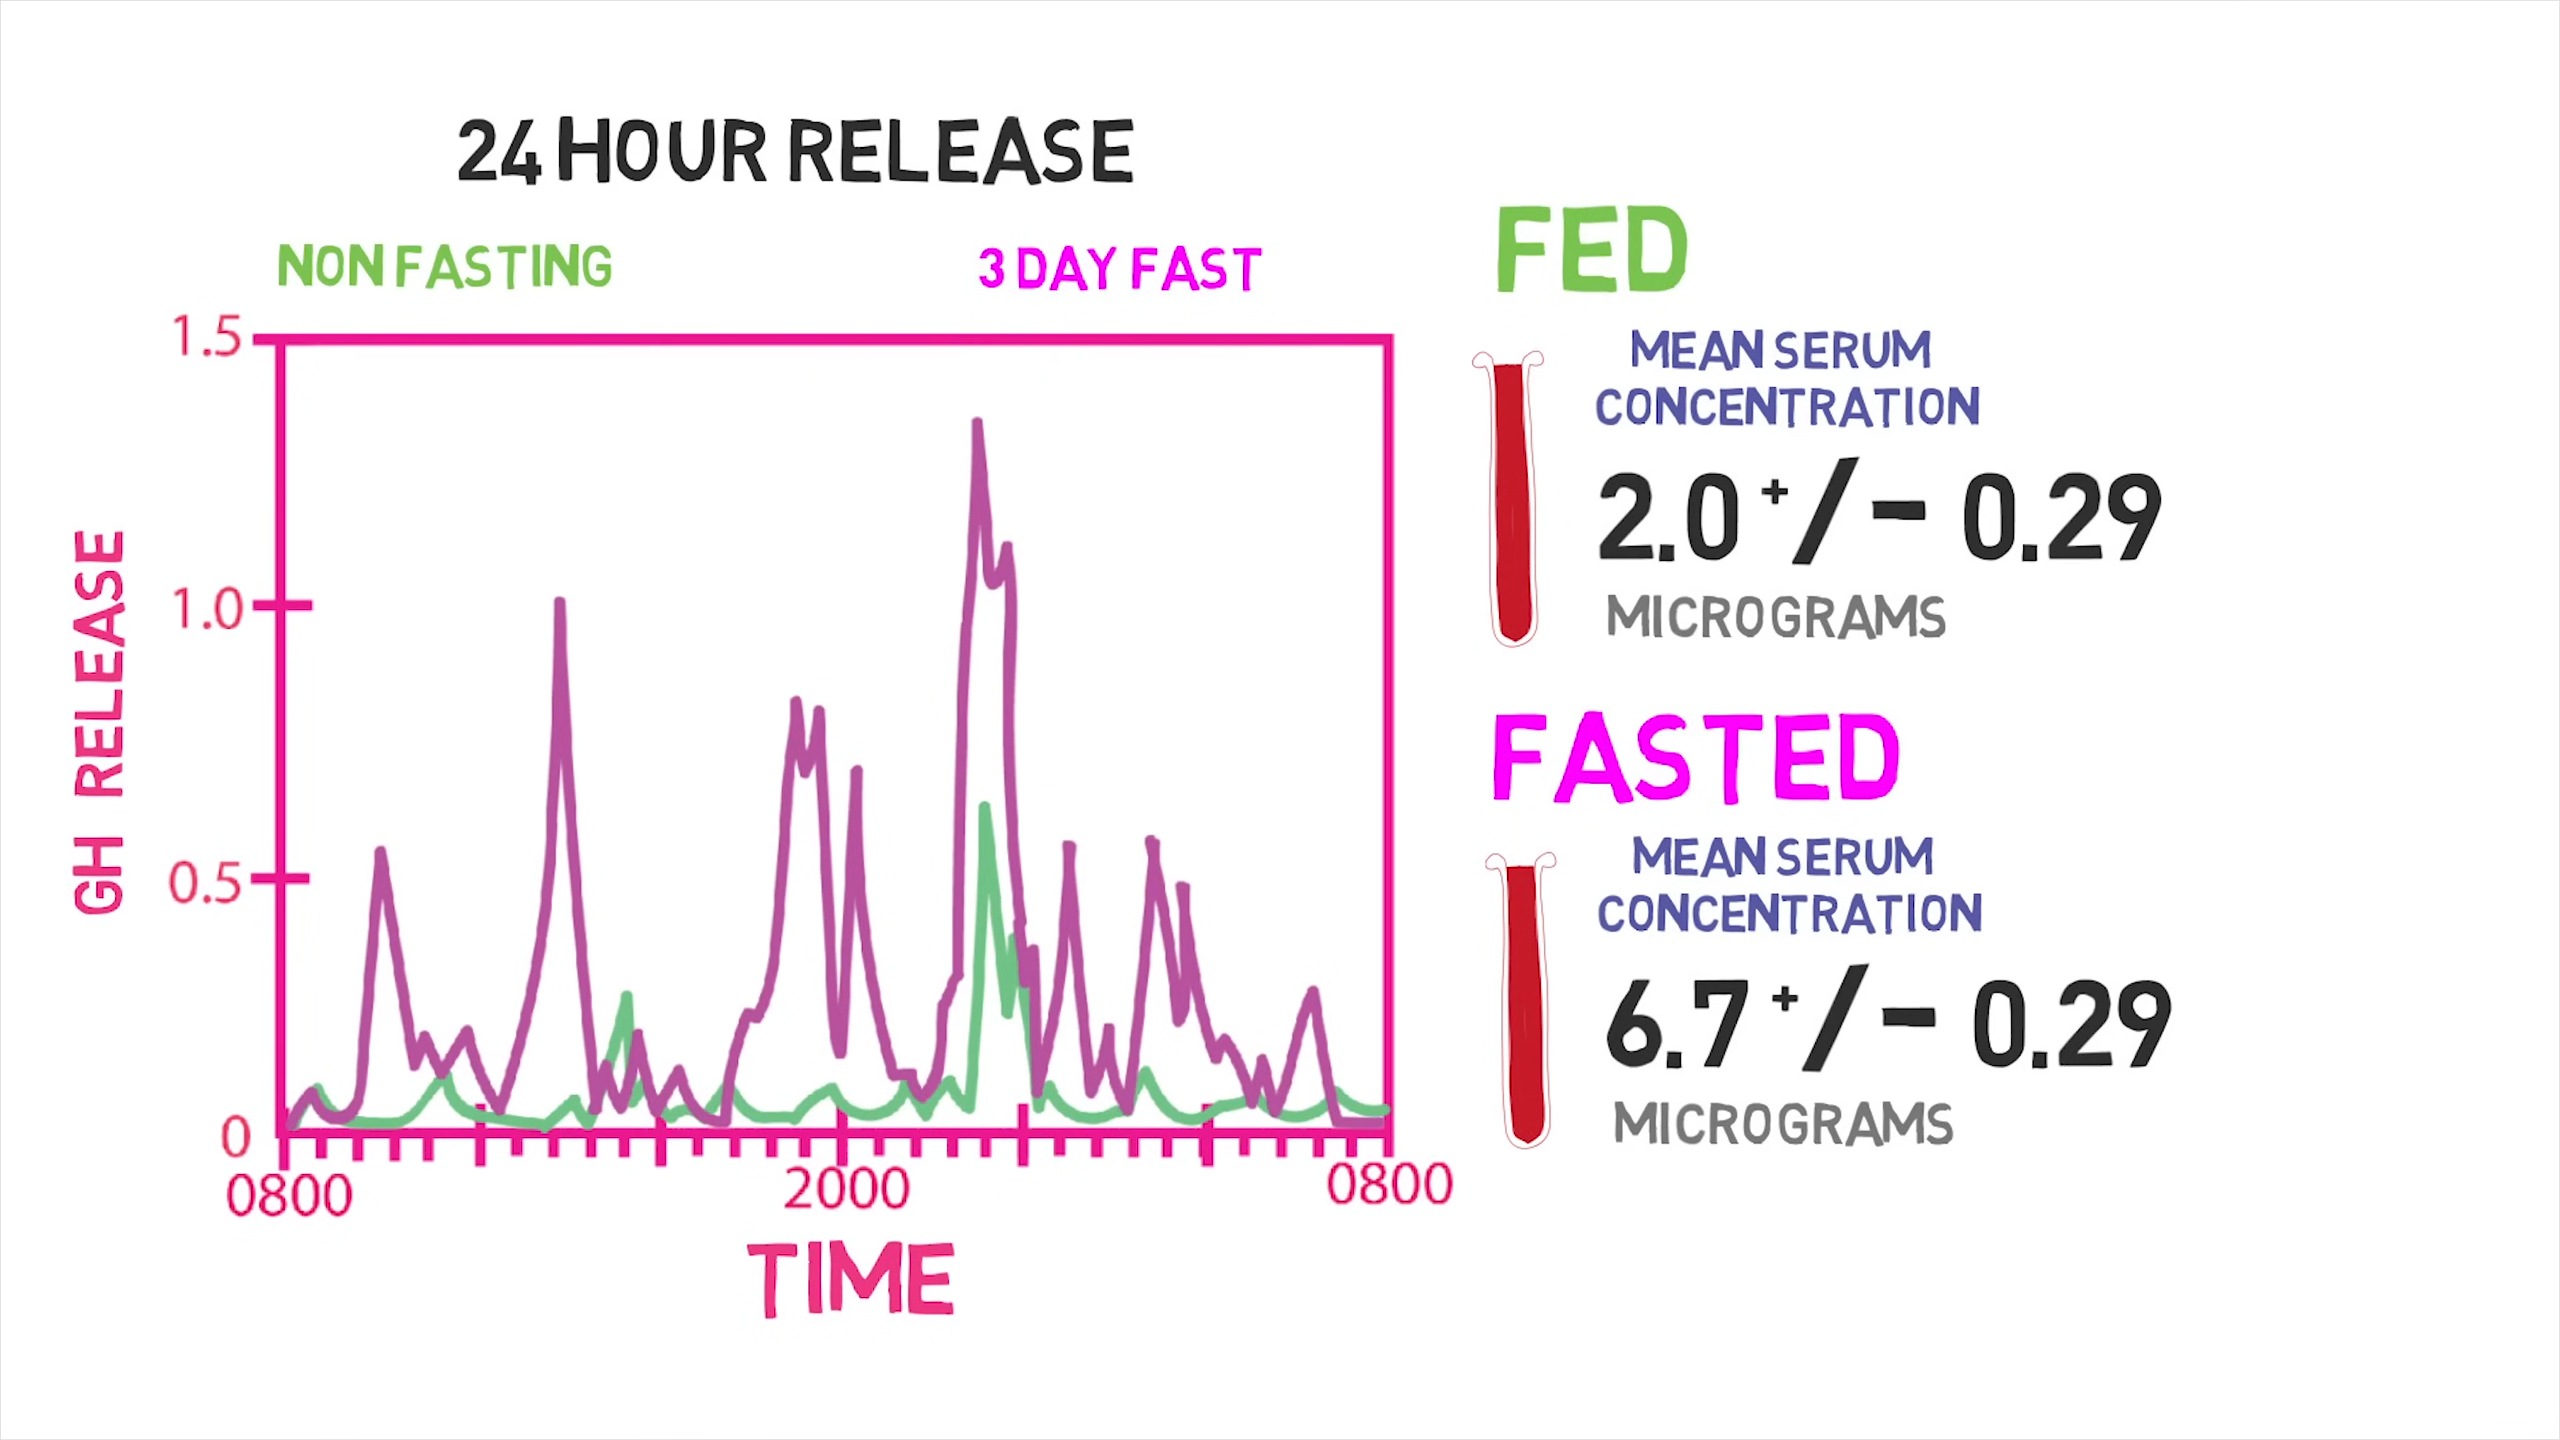 24 HOUR RELEASE
NON FASTING
3 DAY FAST
1.5
1.0
0.5
0
GH RELEASE
0800
2000
0800
TIME
FED
MEAN SERUM
CONCENTRATION
2.0 +/- 0.29
MICROGRAMS
FASTED
MEAN SERUM
CONCENTRATION
6.7 +/- 0.29
MICROGRAMS